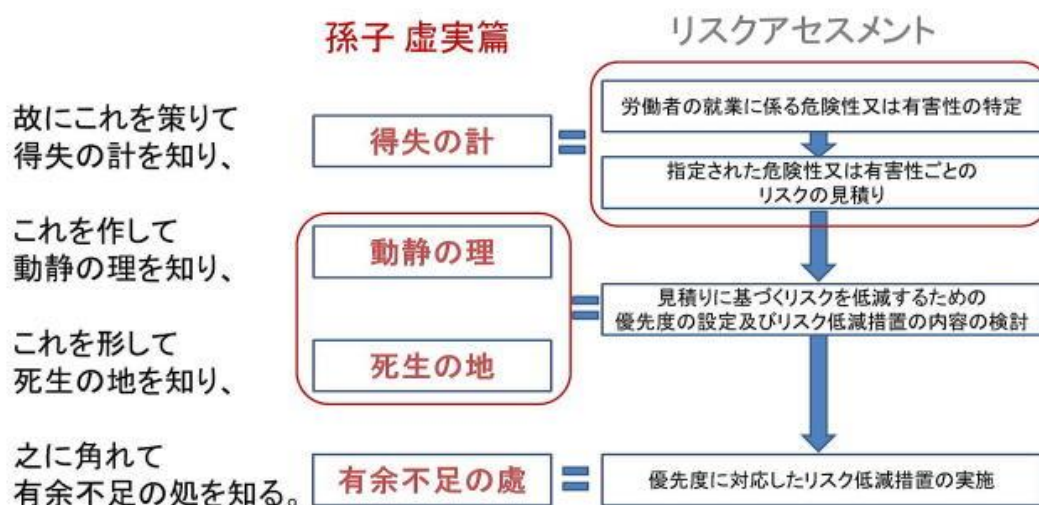 孫子 虚実篇
リスクアセスメント
故にこれを策りて
得失の計を知り、
得失の計
=
労働者の就業に係る危険性又は有害性の特定
指定された危険性又は有害性ごとの
リスクの見積り
これを作して
動静の理を知り、
動静の理
=
見積りに基づくリスクを低減するための
優先度の設定及びリスク低減措置の内容の検討
これを形して
死生の地を知り、
死生の地
之に角れて
有余不足の処を知る。
有余不足の處
=
優先度に対応したリスク低減措置の実施